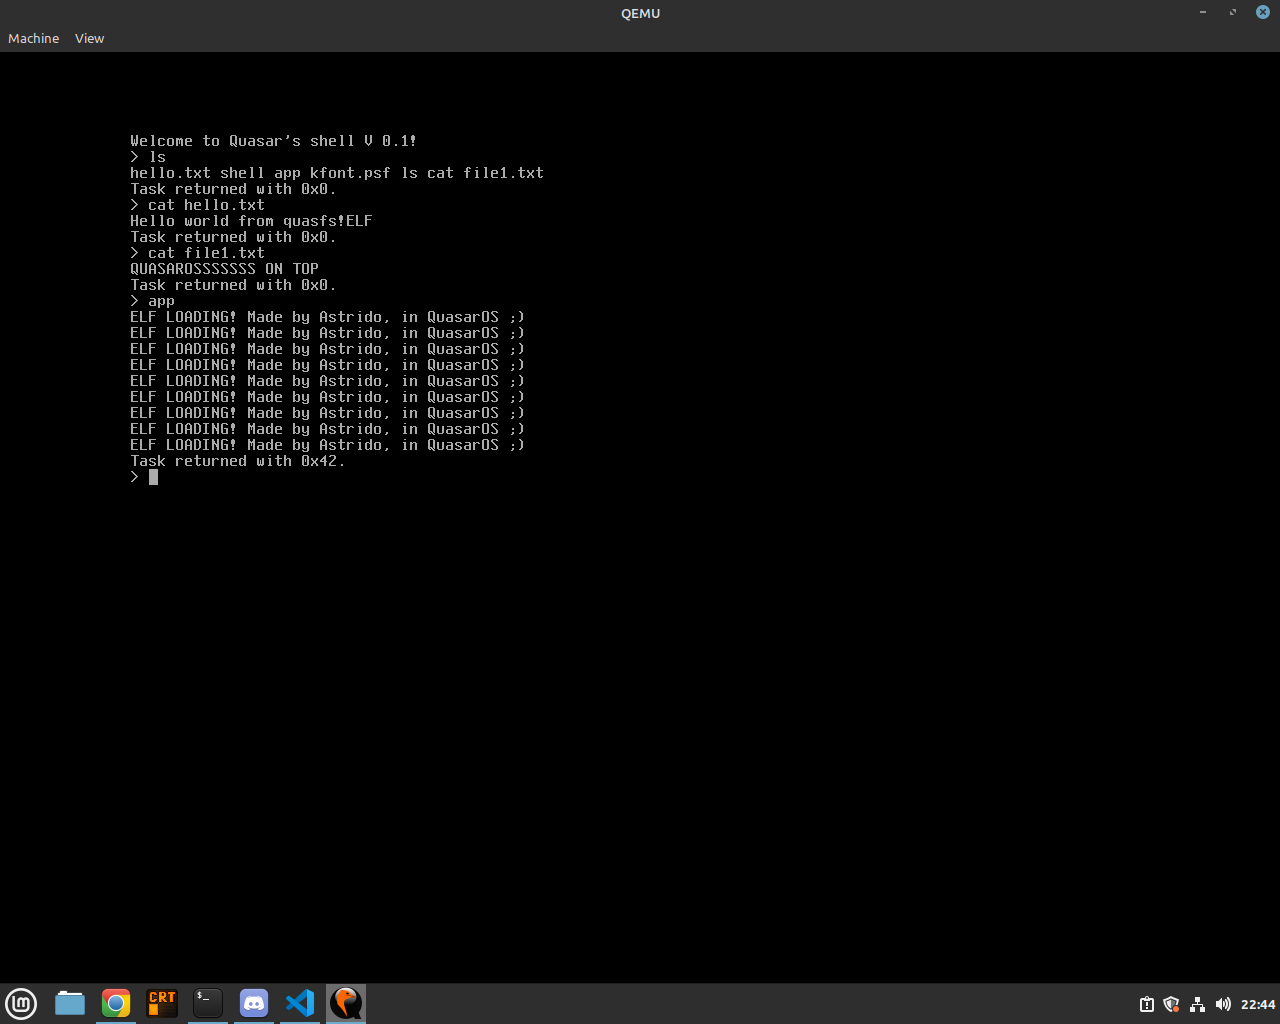 QEMU
Machine View
Welcome to Quasar's shell V 0.1!
> ls
hello.txt shell app kfont.psf ls cat file1.txt
Task returned with 0x0.
> cat hello.txt
Hello world from quasfs!ELF
Task returned with 0x0.
> cat file1.txt
QUASAROSSSSSSS ON TOP
Task returned with 0x0.
> app
ELF LOADING! Made by Astrido, in QuasarOS ;)
ELF LOADING! Made by Astrido, in QuasarOS ;)
ELF LOADING! Made by Astrido, in QuasarOS ;)
ELF LOADING! Made by Astrido, in QuasarOS ;)
ELF LOADING! Made by Astrido, in QuasarOS ;)
ELF LOADING! Made by Astrido, in QuasarOS ;)
ELF LOADING! Made by Astrido, in QuasarOS ;)
ELF LOADING! Made by Astrido, in QuasarOS ;)
ELF LOADING! Made by Astrido, in QuasarOS ;)
Task returned with 0x42.
>
CRT $_ 22:44